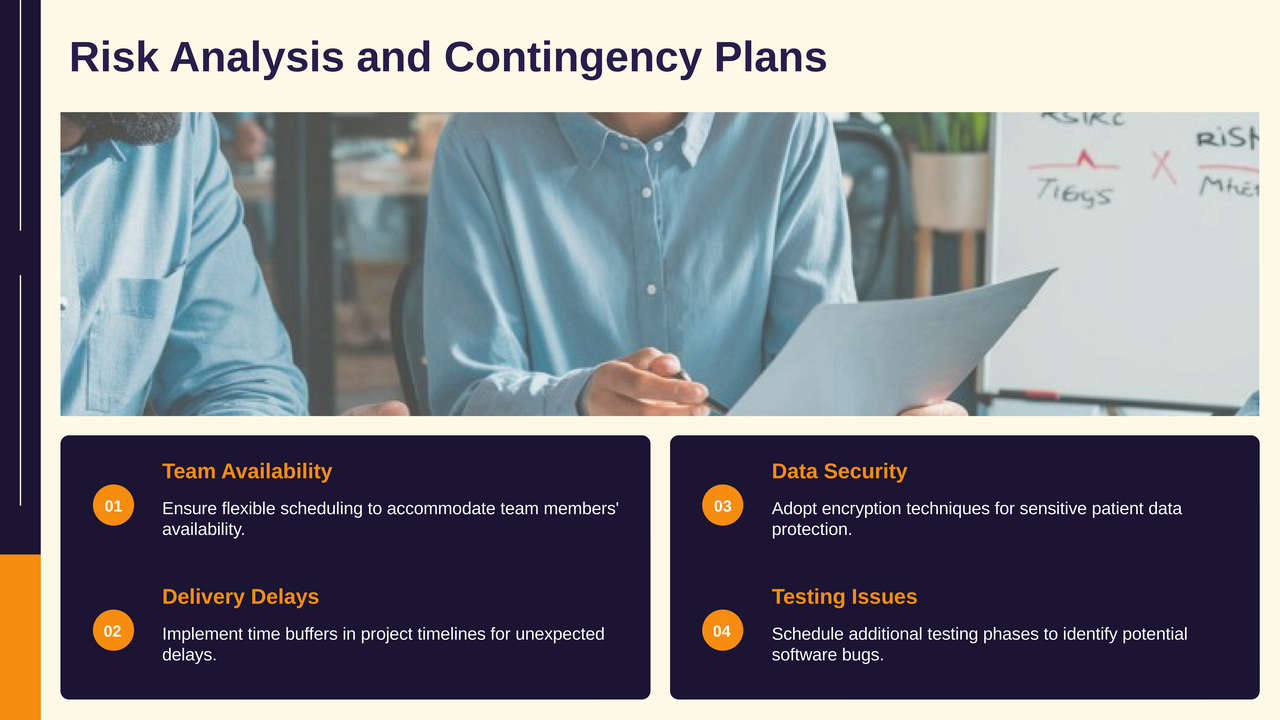 Risk Analysis and Contingency Plans
01
Team Availability
Ensure flexible scheduling to accommodate team members'
availability.
02
Delivery Delays
Implement time buffers in project timelines for unexpected
delays.
03
Data Security
Adopt encryption techniques for sensitive patient data
protection.
04
Testing Issues
Schedule additional testing phases to identify potential
software bugs.